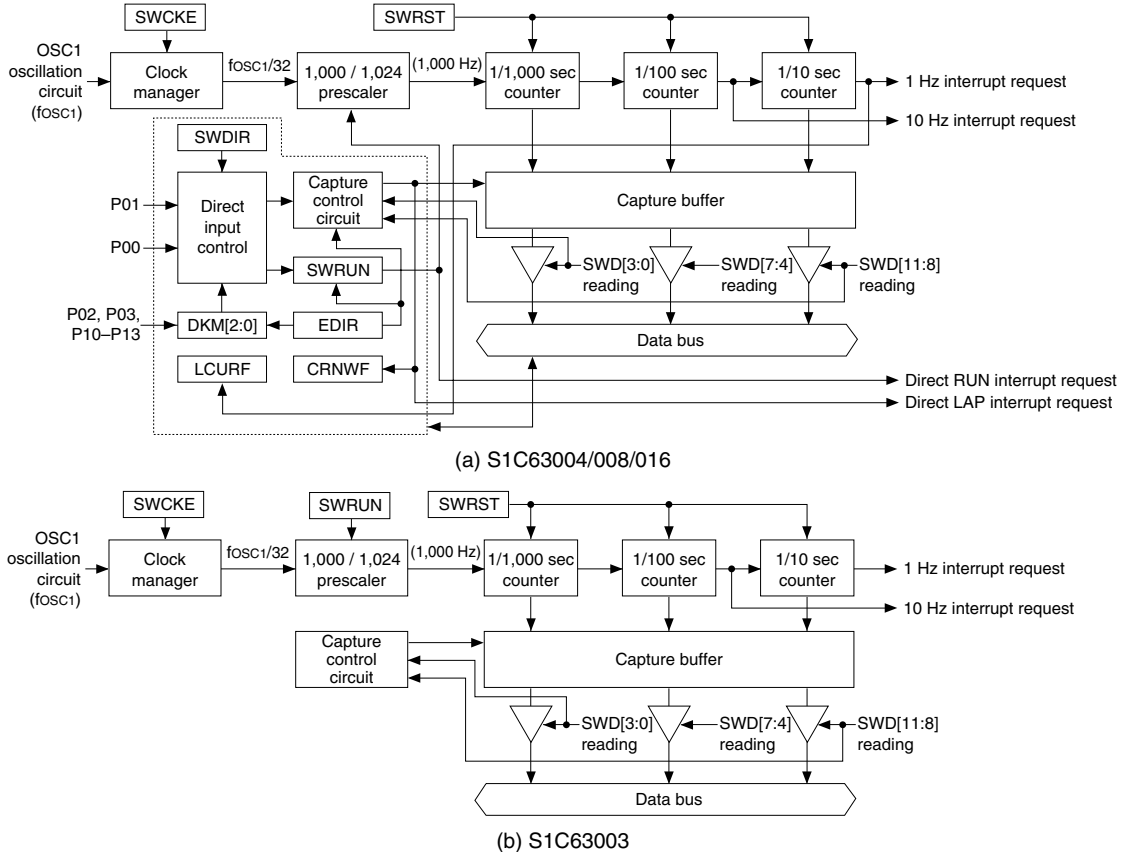 SWCKE
SWRST
OSC1
oscillation
circuit
(fOSC1)
Clock
manager
fOSC1/32
1,000 / 1,024
prescaler
(1,000 Hz)
1/1,000 sec
counter
1/100 sec
counter
1/10 sec
counter
1 Hz interrupt request
10 Hz interrupt request
SWDIR
P01
P00
Direct
input
control
Capture
control
circuit
Capture buffer
SWRUN
SWD[3:0]
reading
SWD[7:4]
reading
SWD[11:8]
reading
P02, P03,
P10–P13
DKM[2:0]
EDIR
Data bus
LCURF
CRNWF
Direct RUN interrupt request
Direct LAP interrupt request
(a) S1C63004/008/016
SWCKE
SWRUN
SWRST
OSC1
oscillation
circuit
(fOSC1)
Clock
manager
fOSC1/32
1,000 / 1,024
prescaler
(1,000 Hz)
1/1,000 sec
counter
1/100 sec
counter
1/10 sec
counter
1 Hz interrupt request
10 Hz interrupt request
Capture
control
circuit
Capture buffer
SWD[3:0]
reading
SWD[7:4]
reading
SWD[11:8]
reading
Data bus
(b) S1C63003